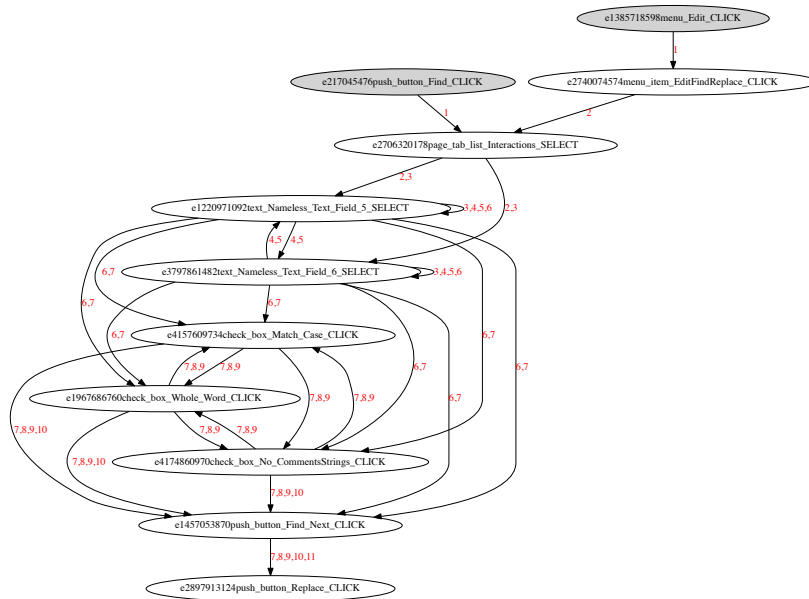 e1385718598menu_Edit_CLICK
1
e217045476push_button_Find_CLICK
e2740074574menu_item_EditFindReplace_CLICK
1
2
e2706320178page_tab_list_Interactions_SELECT
2,3
e1220971092text_Nameless_Text_Field_5_SELECT
3,4,5,6
2,3
4,5
4,5
e3797861482text_Nameless_Text_Field_6_SELECT
3,4,5,6
6,7
6,7
6,7
6,7
e4157609734check_box_Match_Case_CLICK
6,7
6,7
7,8,9
7,8,9
6,7
6,7
e1967686760check_box_Whole_Word_CLICK
7,8,9
7,8,9
7,8,9,10
7,8,9
7,8,9
7,8,9,10
e4174860970check_box_No_CommentsStrings_CLICK
7,8,9,10
e1457053870push_button_Find_Next_CLICK
7,8,9,10,11
e2897913124push_button_Replace_CLICK